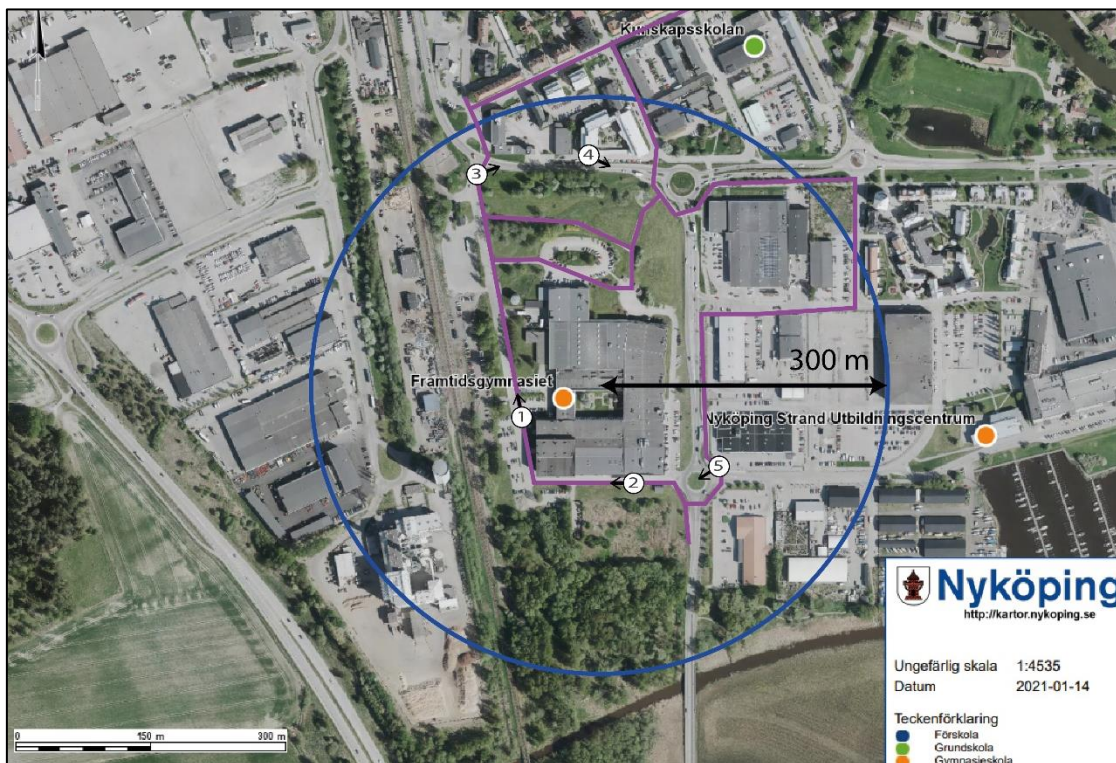 Kunskapsskolan
4
3
300 m
Framtidsgymnasiet
1
Nyköping Strand Utbildningscentrum
5
2
Nyköping
http://kartor.nykoping.se
Ungefärlig skala 1:4535
Datum 2021-01-14
Teckenförklaring
Förskola
Grundskola
Gymnasieskola
0 150 m 300 m